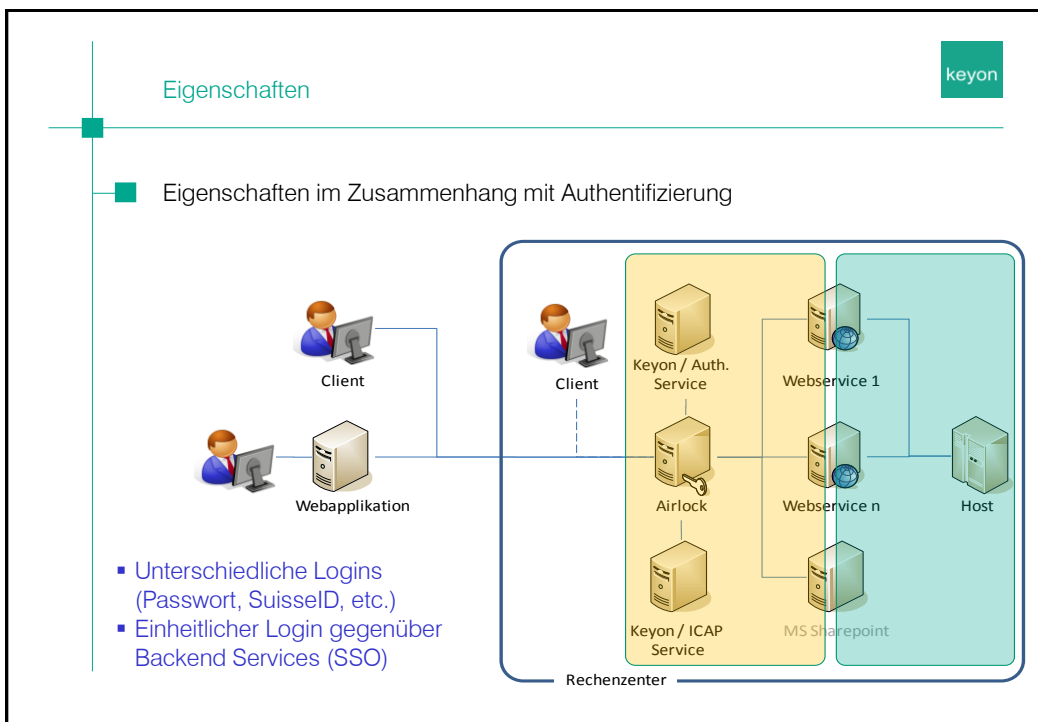 Eigenschaften
keyon
Eigenschaften im Zusammenhang mit Authentifizierung
Client
Client
Keyon / Auth.
Service
Webservice 1
Webapplikation
Airlock
Webservice n
Host
▪ Unterschiedliche Logins
(Passwort, SuisseID, etc.)
▪ Einheitlicher Login gegenüber
Backend Services (SSO)
Keyon / ICAP
Service
MS Sharepoint
Rechenzenter